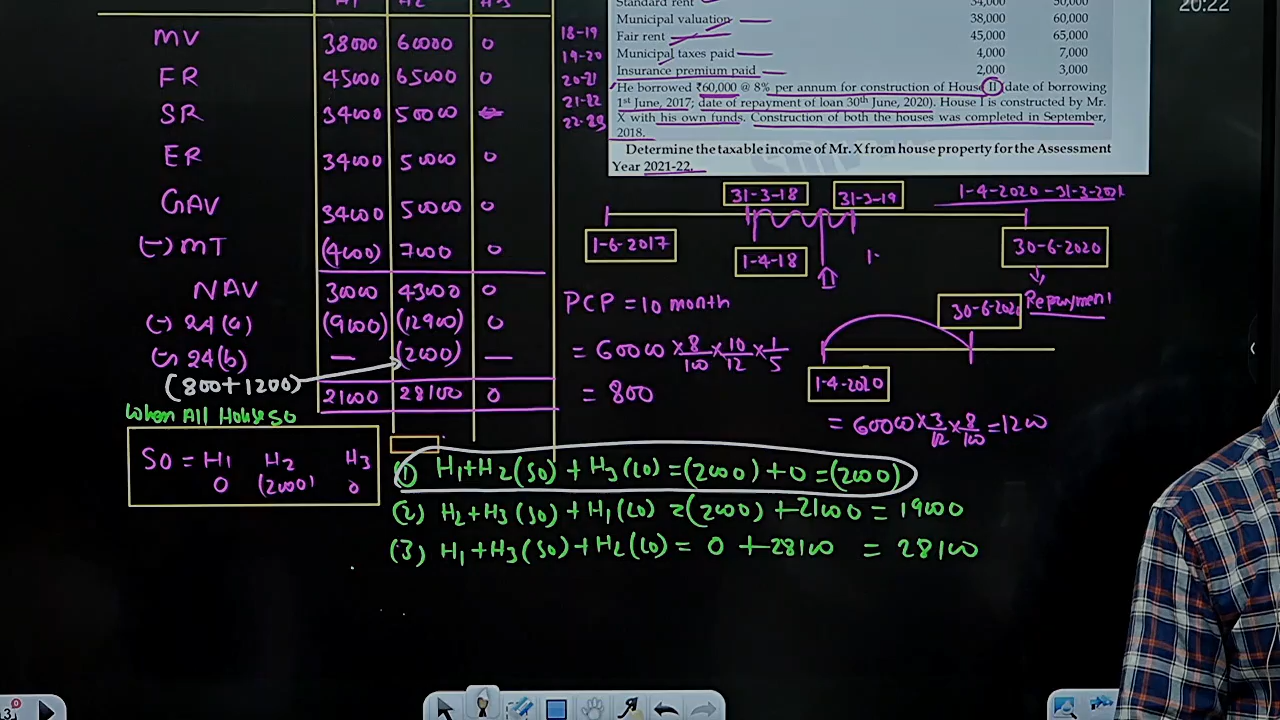 H1 H2 H3
MV 38000 60000 0
FR 45000 65000 0
SR 34000 50000
ER 34000 50000 0
GAV 34000 50000 0
(-) MT (4000) 7000 0
NAV 30000 43000 0
(-) 24(a) (9000) (12900) 0
(-) 24(b) — (2000) —
(800+1200)
21000 28100 0
When All House SO
SO = H1 H2 H3
0 (2000) 0
18-19
19-20
20-21
21-22
22-23
Standard rent 34,000 50,000
Municipal valuation 38,000 60,000
Fair rent 45,000 65,000
Municipal taxes paid 4,000 7,000
Insurance premium paid 2,000 3,000
He borrowed ₹60,000 @ 8% per annum for construction of House II (date of borrowing
1st June, 2017; date of repayment of loan 30th June, 2020). House I is constructed by Mr.
X with his own funds. Construction of both the houses was completed in September,
2018.
Determine the taxable income of Mr. X from house property for the Assessment
Year 2021-22.
20:22
31-3-18 31-3-19 1-4-2020 - 31-3-2021
1-6-2017 1-4-18 1- 30-6-2020
Repayment
PCP = 10 month
= 60000 × 8/100 × 10/12 × 1/5
= 800
30-6-2020
1-4-2020
= 60000 × 3/12 × 8/100 = 1200
(1) H1+H2(SO) + H3(LO) = (2000) + 0 = (2000)
(2) H2+H3(SO) + H1(LO) = (2000) + 21000 = 19000
(3) H1+H3(SO) + H2(LO) = 0 + 28100 = 28100